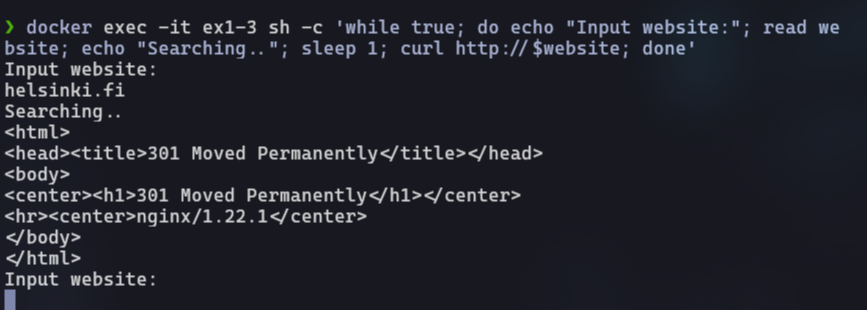 ❯ docker exec -it ex1-3 sh -c 'while true; do echo "Input website:"; read we
bsite; echo "Searching.."; sleep 1; curl http://$website; done'
Input website:
helsinki.fi
Searching..
<html>
<head><title>301 Moved Permanently</title></head>
<body>
<center><h1>301 Moved Permanently</h1></center>
<hr><center>nginx/1.22.1</center>
</body>
</html>
Input website: